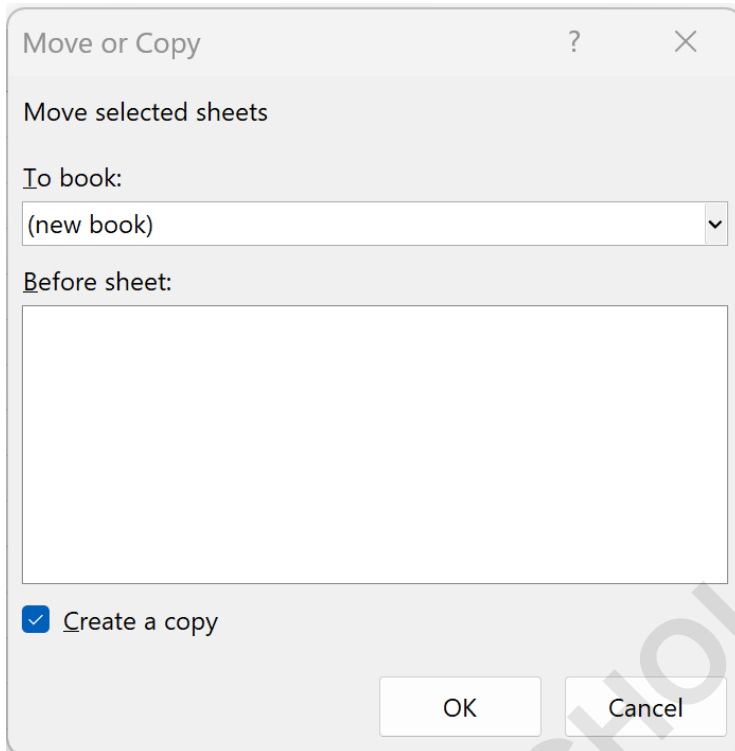 Move or Copy ?
Move selected sheets
To book:
(new book)
Before sheet:
Create a copy
OK Cancel